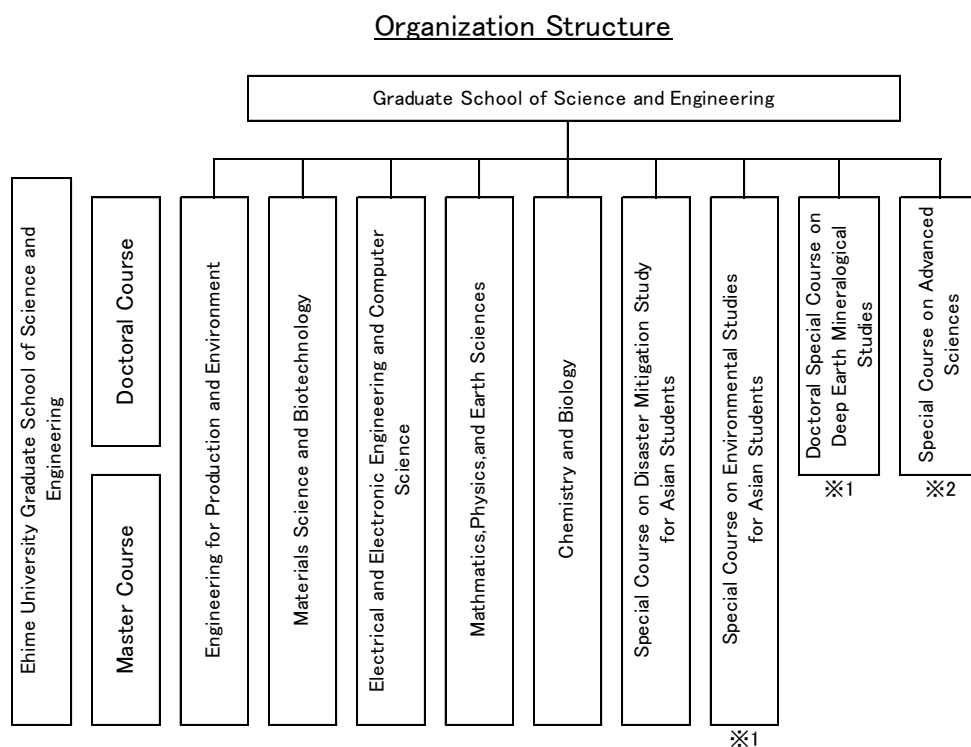 Organization Structure
Graduate School of Science and Engineering
Ehime University Graduate School of Science and
Engineering
Doctoral Course
Master Course
Engineering for Production and Environment
Materials Science and Biotechnology
Electrical and Electronic Engineering and Computer
Science
Mathmatics,Physics,and Earth Sciences
Chemistry and Biology
Special Course on Disaster Mitigation Study
for Asian Students
Special Course on Environmental Studies
for Asian Students
※1
Doctoral Special Course on
Deep Earth Mineralogical
Studies
※1
Special Course on Advanced
Sciences
※2